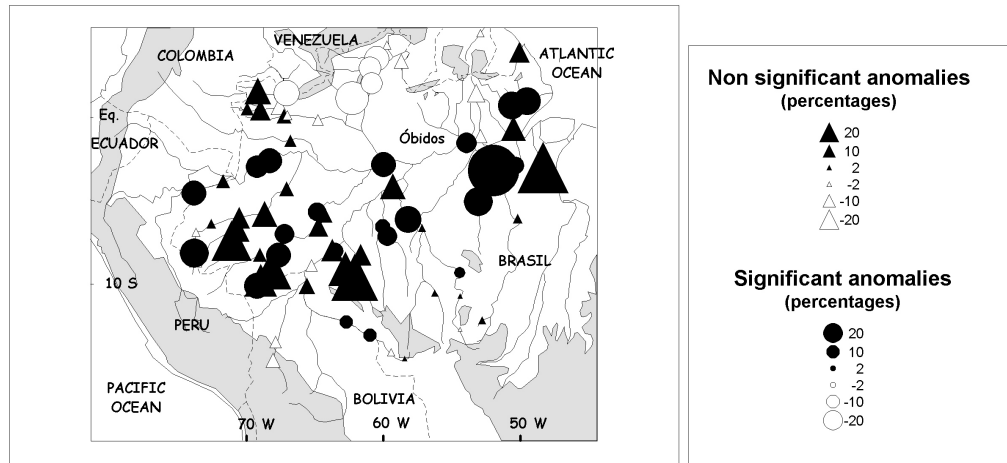 VENEZUELA
COLOMBIA
ATLANTIC
OCEAN
Eq.
ECUADOR
Óbidos
BRASIL
10 S
PERU
PACIFIC
OCEAN
BOLIVIA
70 W
60 W
50 W
Non significant anomalies
(percentages)
20
10
2
-2
-10
-20
Significant anomalies
(percentages)
20
10
2
-2
-10
-20